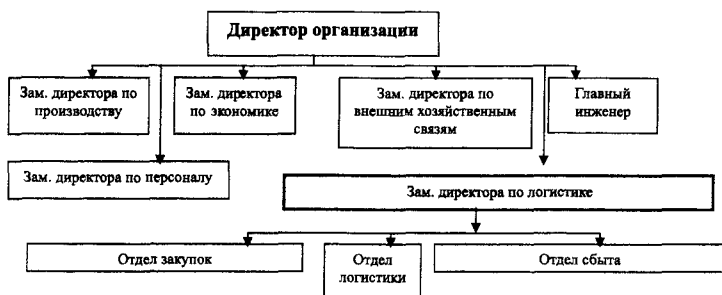 Директор организации
Зам. директора по
производству
Зам. директора
по экономике
Зам. директора по
внешним хозяйственным
связям
Главный
инженер
Зам. директора по персоналу
Зам. директора по логистике
Отдел закупок
Отдел
логистики
Отдел сбыта